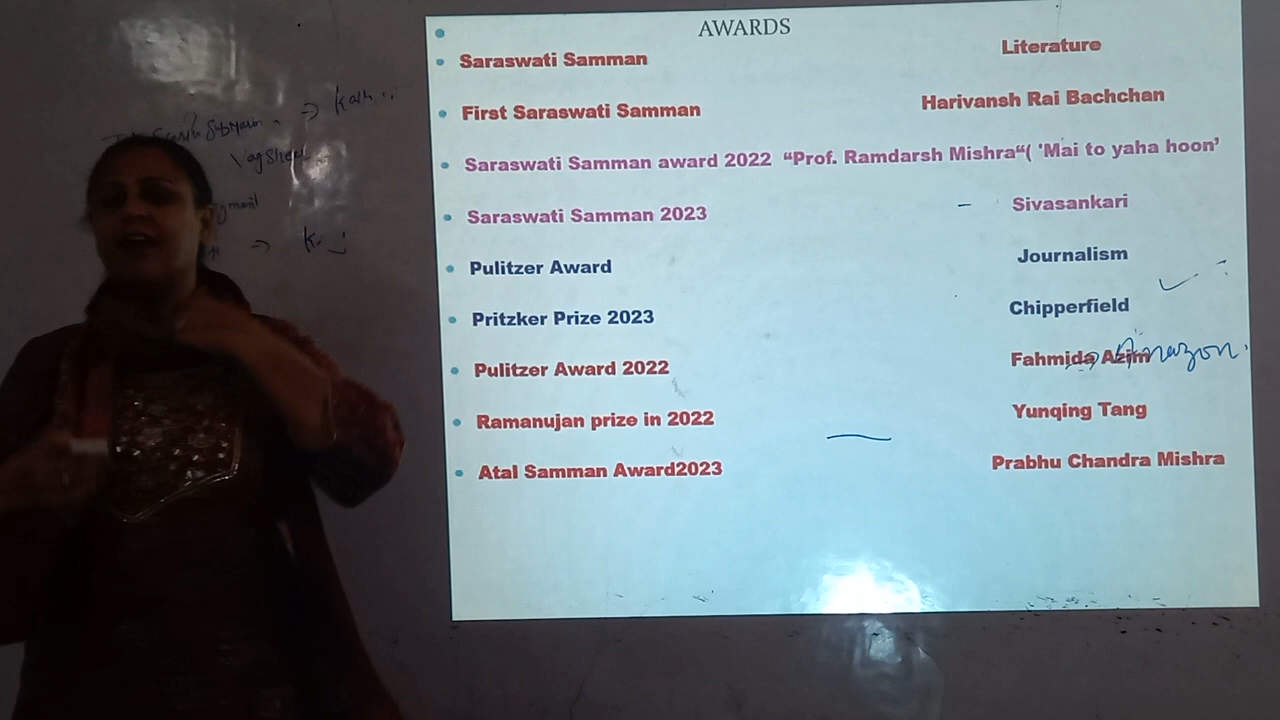 AWARDS
Saraswati Samman Literature
First Saraswati Samman Harivansh Rai Bachchan
Saraswati Samman award 2022 “Prof. Ramdarsh Mishra“( 'Mai to yaha hoon’
Saraswati Samman 2023 – Sivasankari
Pulitzer Award Journalism
Pritzker Prize 2023 Chipperfield
Pulitzer Award 2022 Fahmida Azim
Amazon.
Ramanujan prize in 2022 Yunqing Tang
Atal Samman Award2023 Prabhu Chandra Mishra